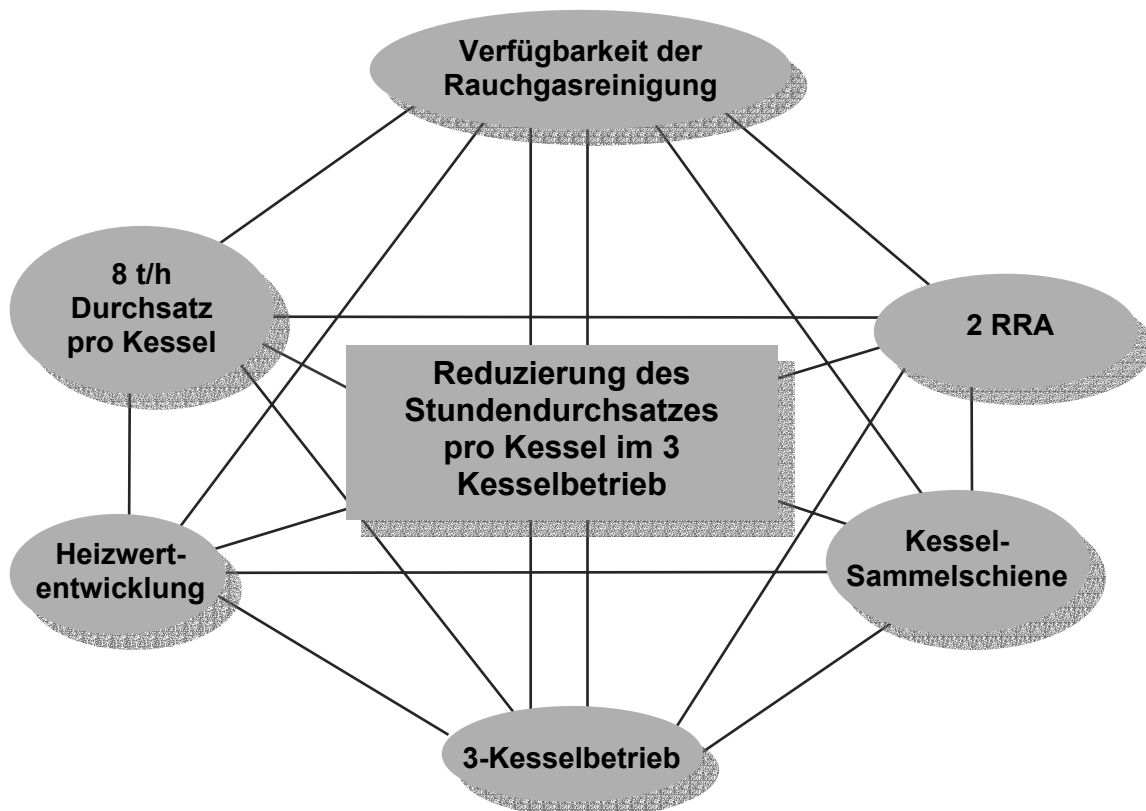 Verfügbarkeit der
Rauchgasreinigung
8 t/h
Durchsatz
pro Kessel
2 RRA
Reduzierung des
Stundendurchsatzes
pro Kessel im 3
Kesselbetrieb
Heizwert-
entwicklung
Kessel-
Sammelschiene
3-Kesselbetrieb